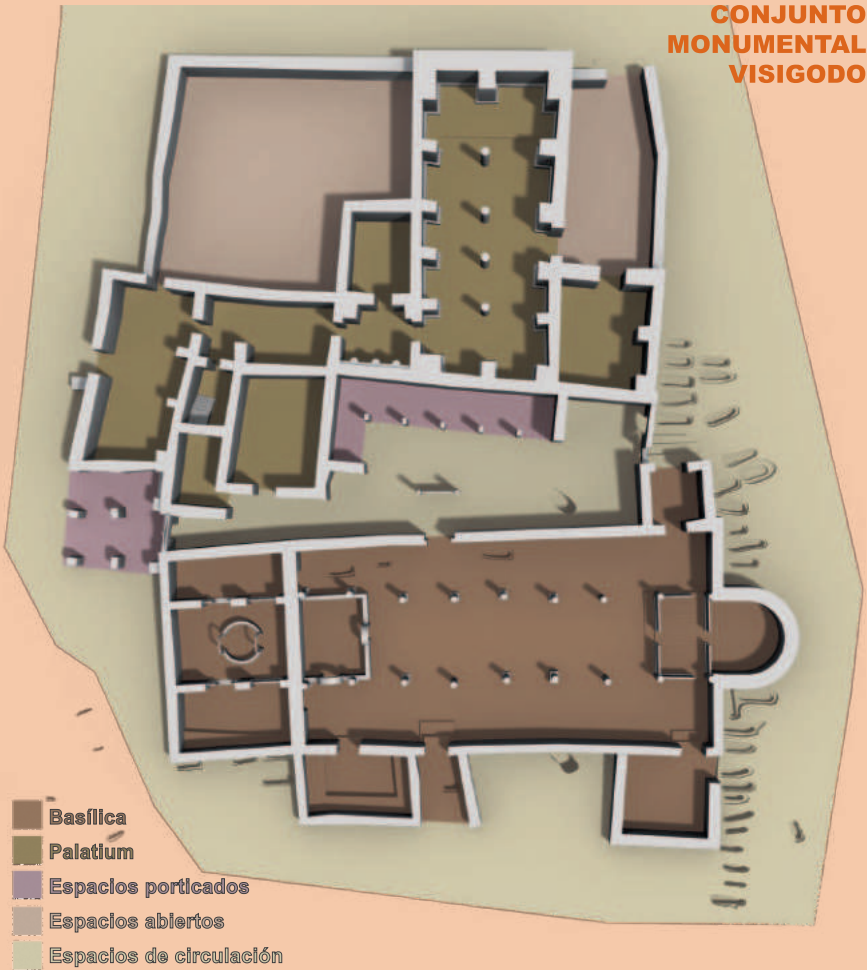 CONJUNTO
MONUMENTAL
VISIGODO
Basílica
Palatium
Espacios porticados
Espacios abiertos
Espacios de circulación